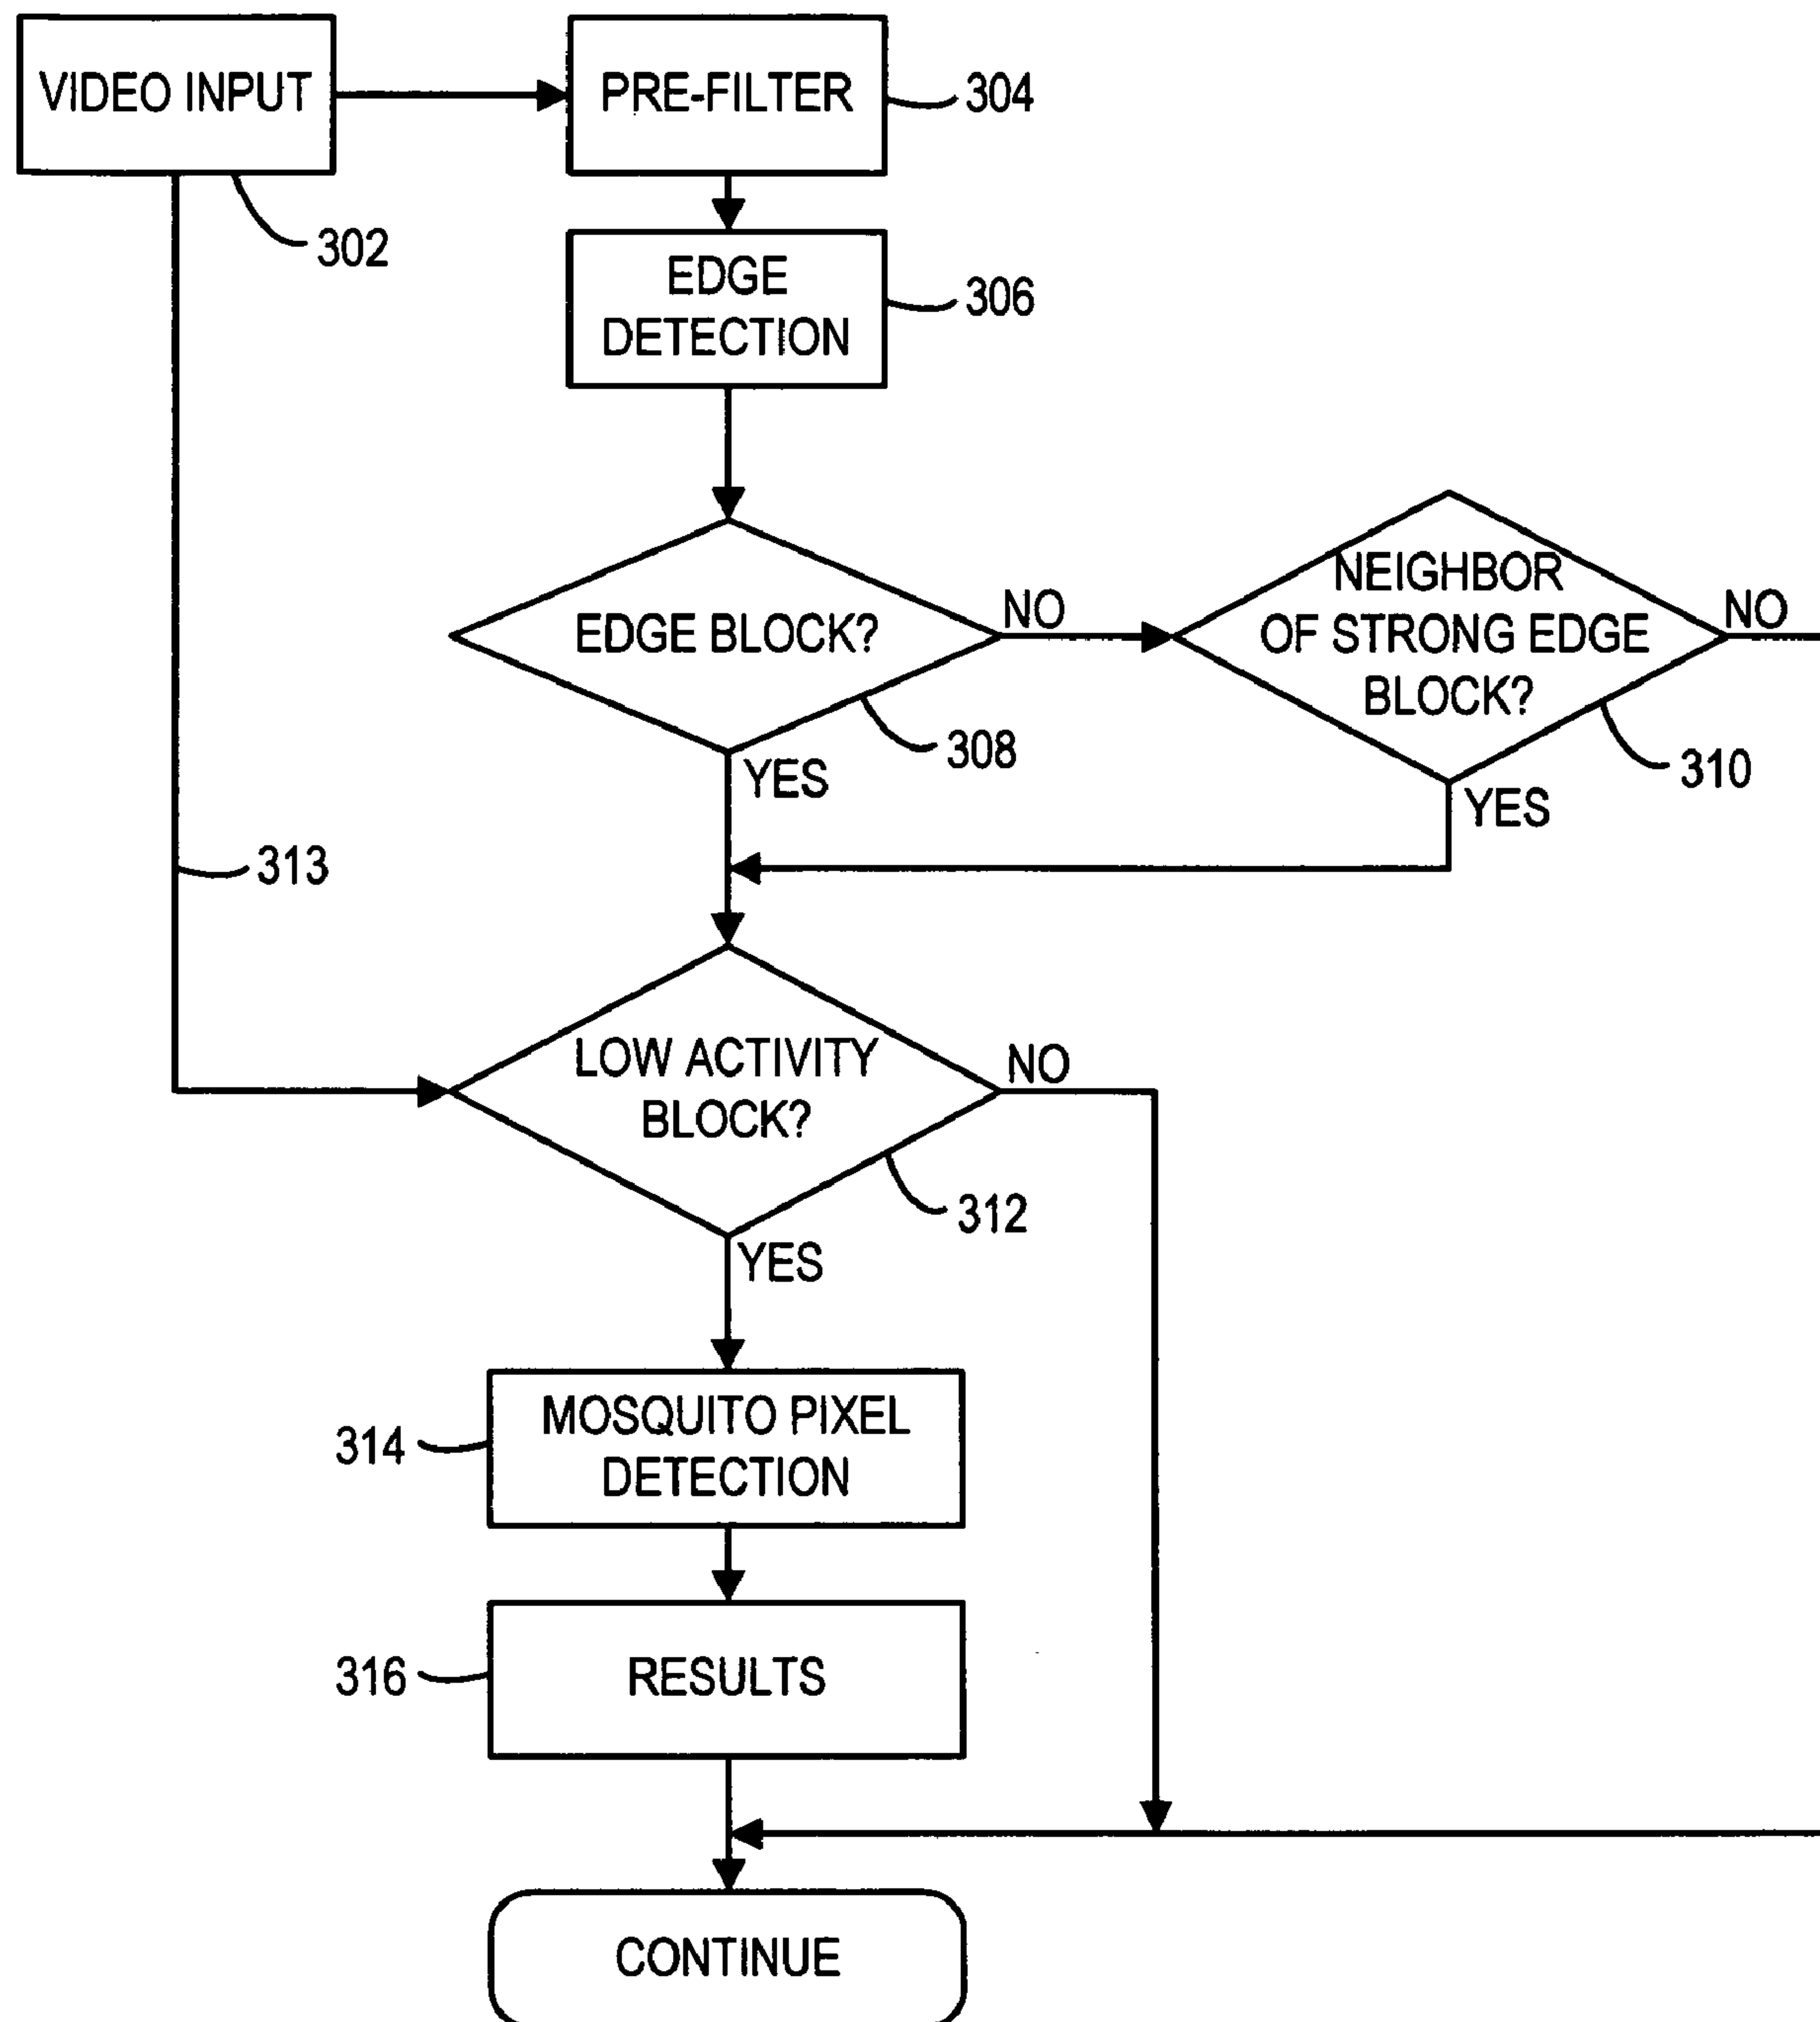 VIDEO INPUT
PRE-FILTER
304
302
EDGE
DETECTION
306
EDGE BLOCK?
NO
NEIGHBOR
OF STRONG EDGE
BLOCK?
NO
308
310
YES
YES
313
LOW ACTIVITY
BLOCK?
NO
312
YES
MOSQUITO PIXEL
DETECTION
314
RESULTS
316
CONTINUE